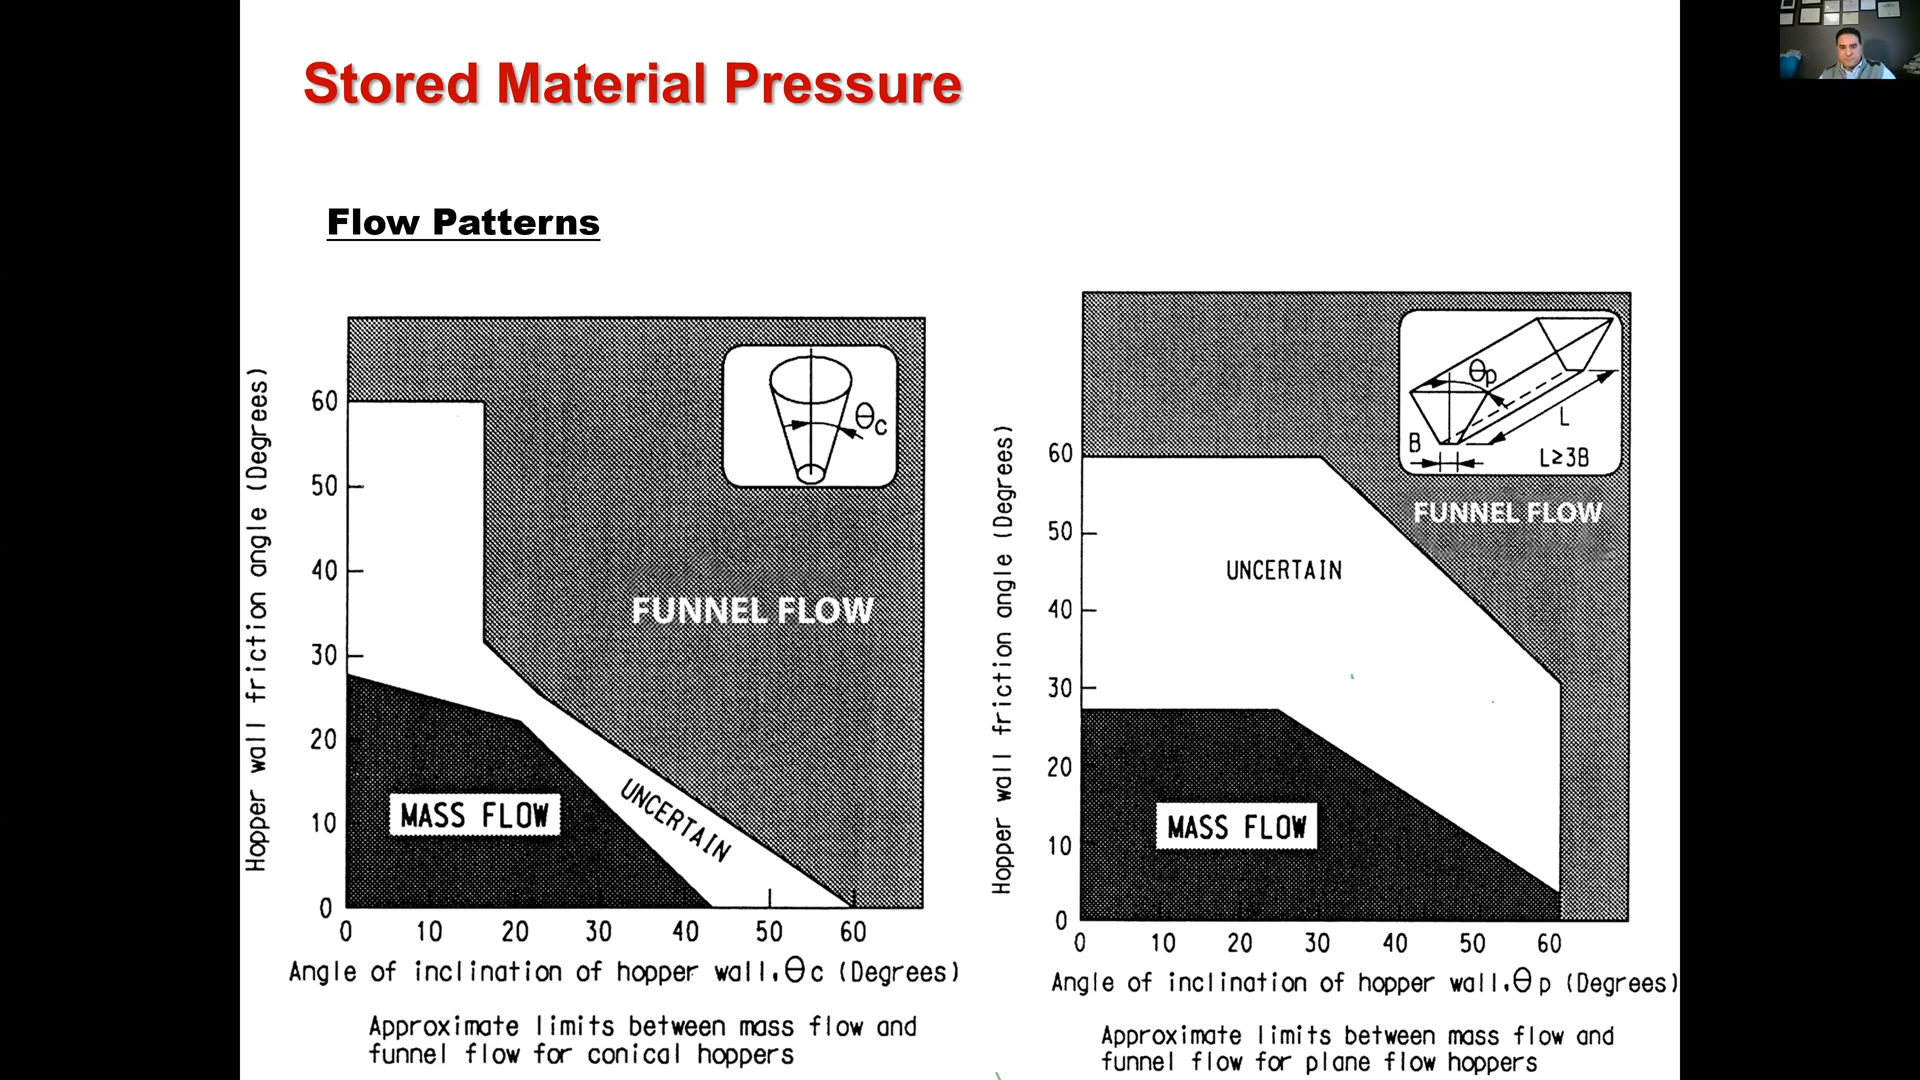 Stored Material Pressure
Flow Patterns
Hopper wall friction angle (Degrees)
60
50
40
30
20
10
0
θc
FUNNEL FLOW
MASS FLOW
UNCERTAIN
0 10 20 30 40 50 60
Angle of inclination of hopper wall,θc (Degrees)
Approximate limits between mass flow and
funnel flow for conical hoppers
Hopper wall friction angle (Degrees)
60
50
40
30
20
10
0
θp
L
B
L≥3B
FUNNEL FLOW
UNCERTAIN
MASS FLOW
0 10 20 30 40 50 60
Angle of inclination of hopper wall,θp (Degrees)
Approximate limits between mass flow and
funnel flow for plane flow hoppers